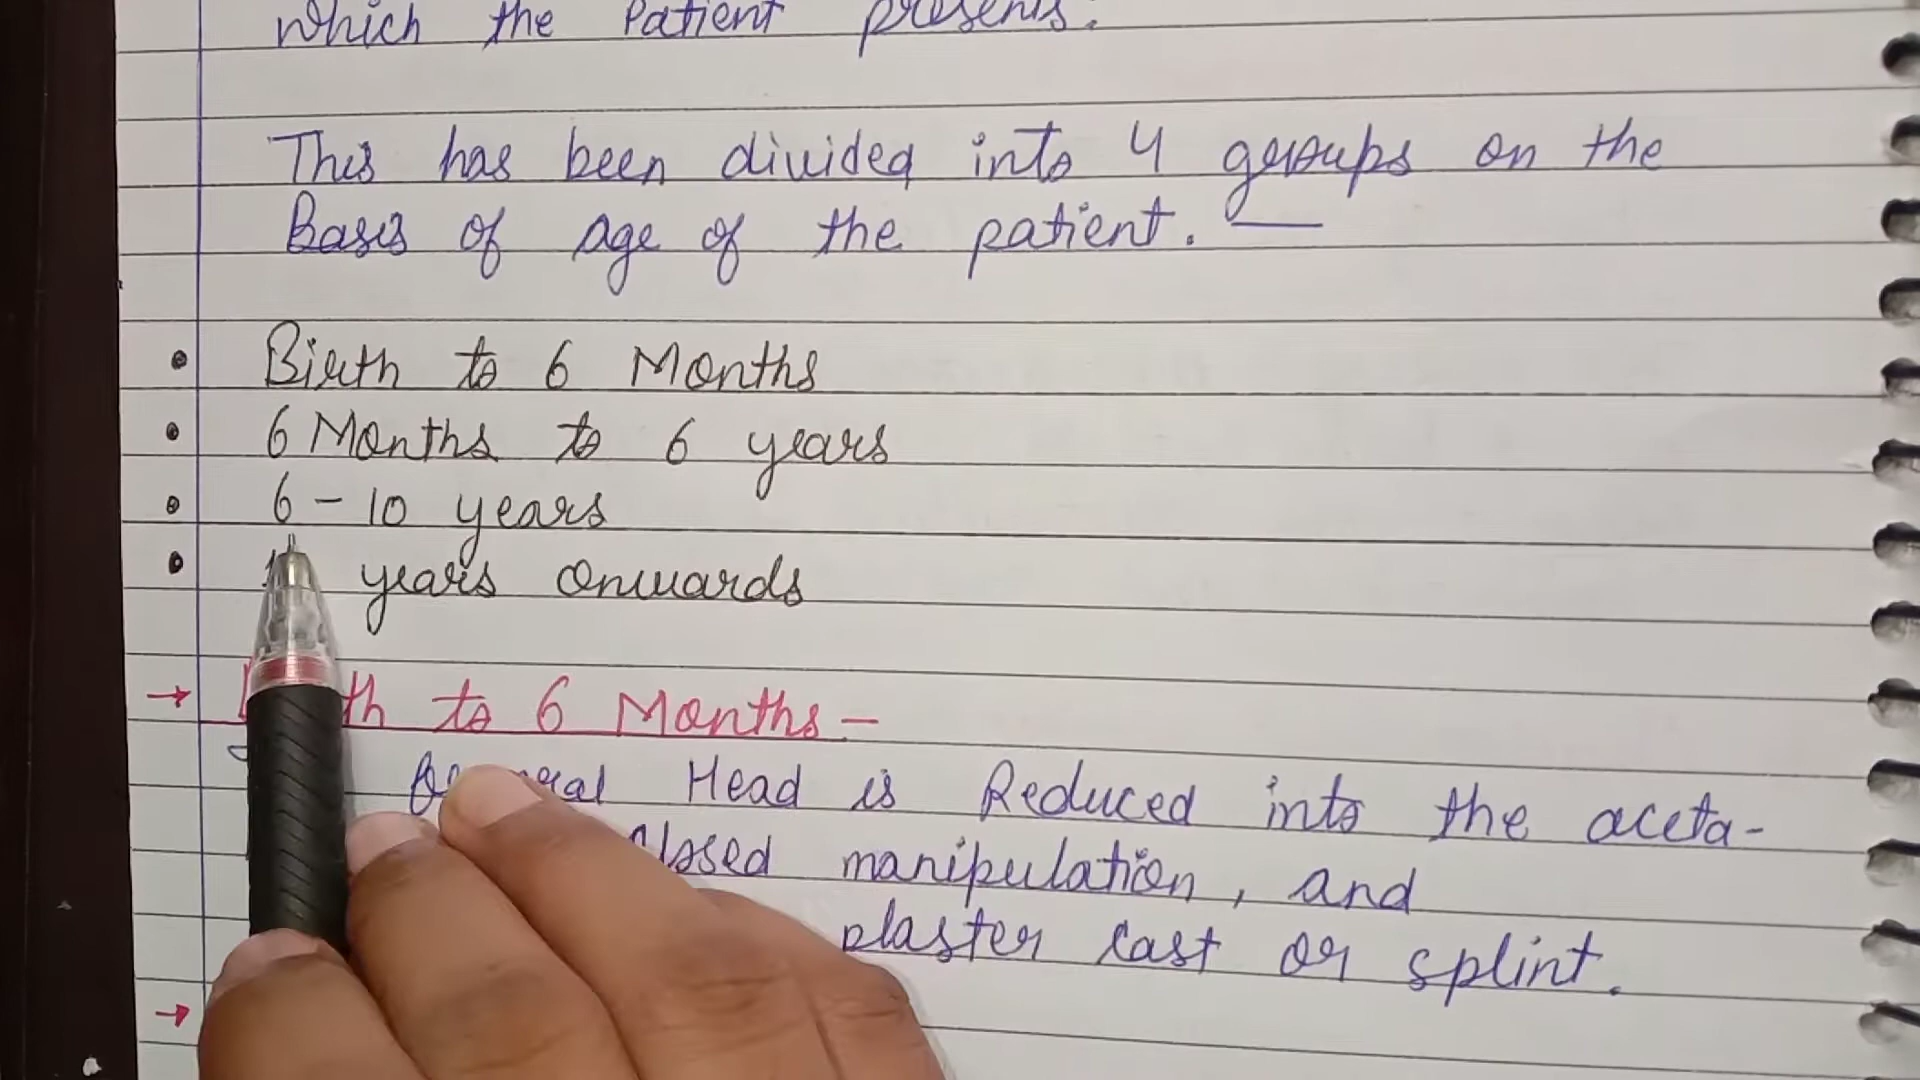 which the Patient presents.
This has been divided into 4 groups on the
Basis of age of the patient. —
• Birth to 6 Months
• 6 Months to 6 years
• 6 - 10 years
• years onwards
→ to 6 Months -
Head is Reduced into the aceta-
closed manipulation, and
plaster cast or splint.
→